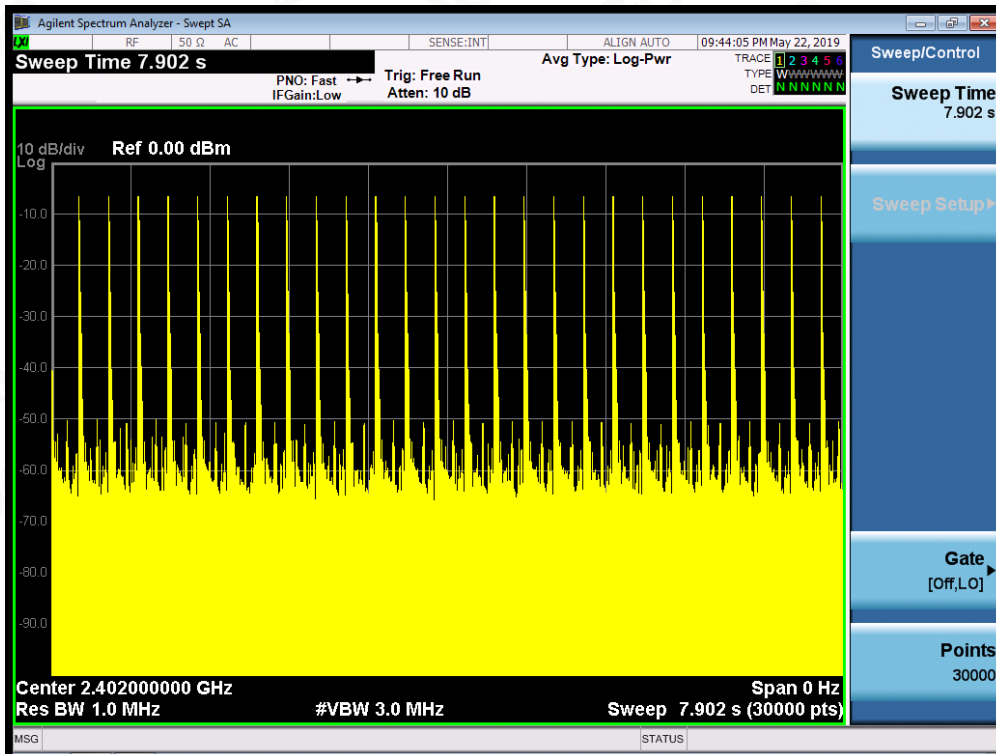 Agilent Spectrum Analyzer - Swept SA
LXI RF 50 Ω AC SENSE:INT ALIGN AUTO 09:44:05 PM May 22, 2019
Sweep Time 7.902 s
PNO: Fast
IFGain:Low
Trig: Free Run
Atten: 10 dB
Avg Type: Log-Pwr
TRACE 1 2 3 4 5 6
TYPE WWWWWW
DET N N N N N N
10 dB/div Ref 0.00 dBm
Log
-10.0
-20.0
-30.0
-40.0
-50.0
-60.0
-70.0
-80.0
-90.0
Center 2.402000000 GHz Span 0 Hz
Res BW 1.0 MHz #VBW 3.0 MHz Sweep 7.902 s (30000 pts)
MSG STATUS
Sweep/Control
Sweep Time
7.902 s
Sweep Setup
Gate
[Off,LO]
Points
30000